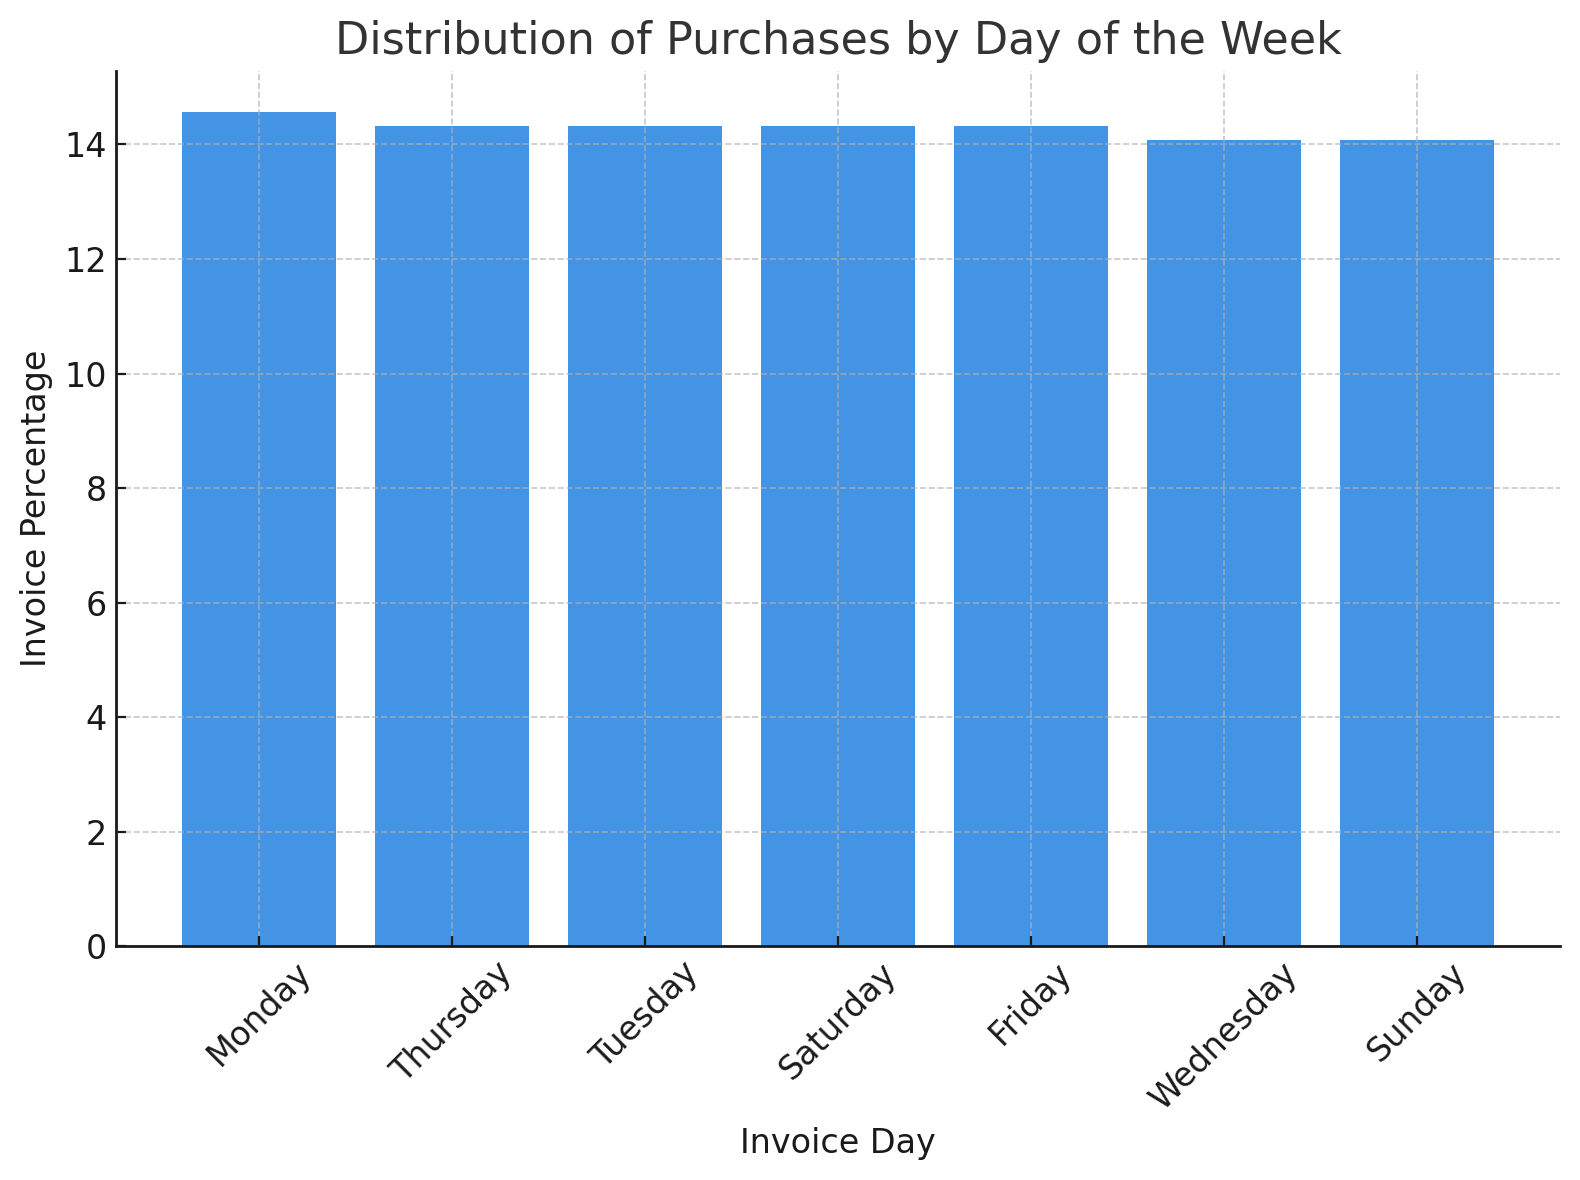 Distribution of Purchases by Day of the Week
Invoice Percentage
14
12
10
8
6
4
2
0
Monday
Thursday
Tuesday
Saturday
Friday
Wednesday
Sunday
Invoice Day